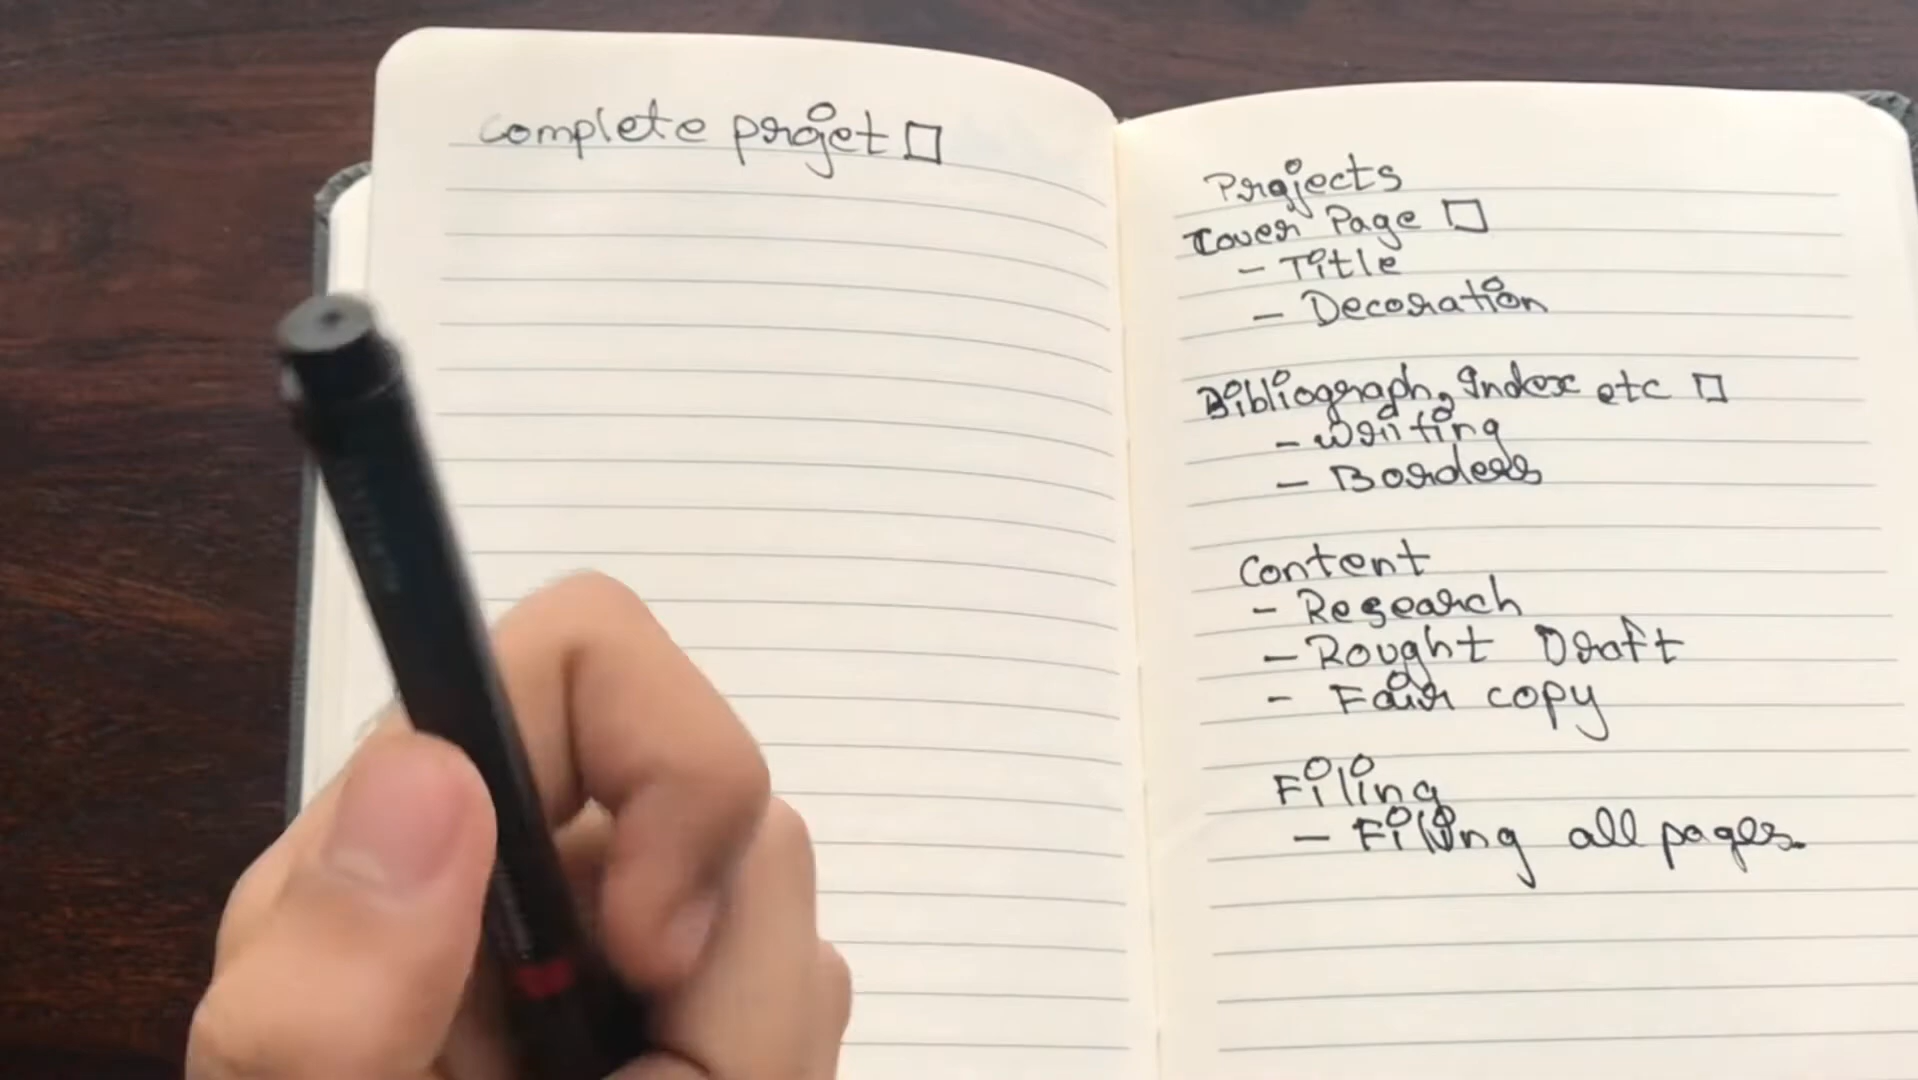 complete projet
Projects
Cover Page
- Title
- Decoration
Bibliograph, Index etc
- Writing
- Borders
Content
- Research
- Rought Draft
- Fair copy
Filing
- Filing all pages.